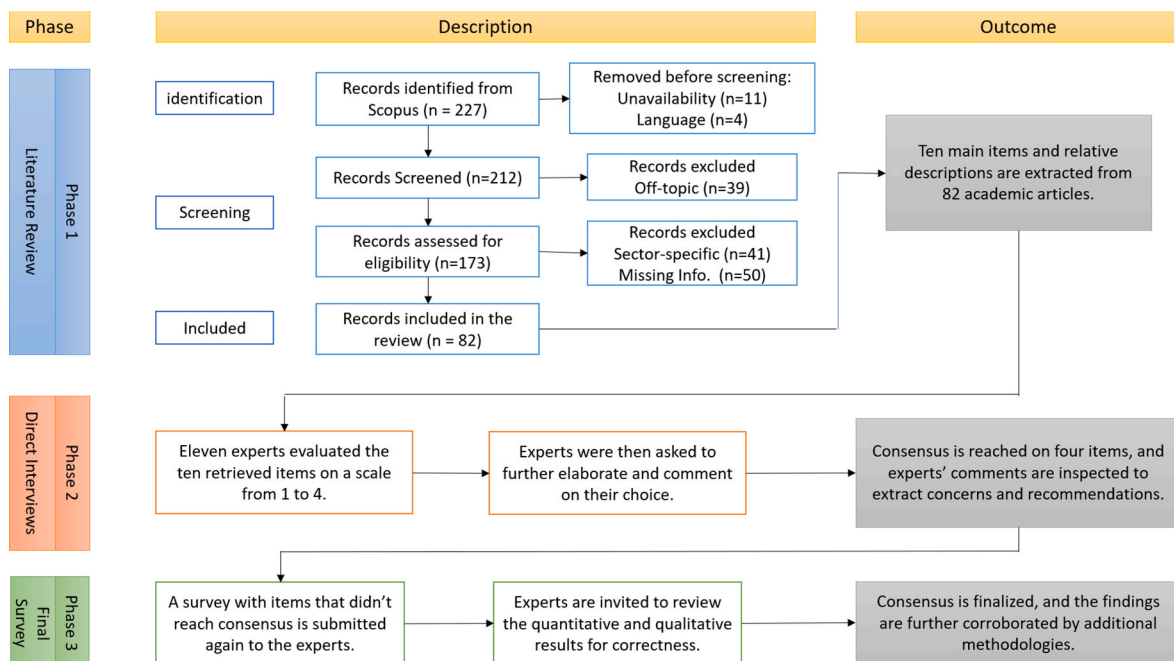 Phase
Description
Outcome
Phase 1
Literature Review
identification
Records identified from
Scopus (n = 227)
Removed before screening:
Unavailability (n=11)
Language (n=4)
Screening
Records Screened (n=212)
Records excluded
Off-topic (n=39)
Records assessed for
eligibility (n=173)
Records excluded
Sector-specific (n=41)
Missing Info. (n=50)
Included
Records included in the
review (n = 82)
Ten main items and relative
descriptions are extracted from
82 academic articles.
Phase 2
Direct Interviews
Eleven experts evaluated the
ten retrieved items on a scale
from 1 to 4.
Experts were then asked to
further elaborate and comment
on their choice.
Consensus is reached on four items, and
experts’ comments are inspected to
extract concerns and recommendations.
Phase 3
Final
Survey
A survey with items that didn’t
reach consensus is submitted
again to the experts.
Experts are invited to review
the quantitative and qualitative
results for correctness.
Consensus is finalized, and the findings
are further corroborated by additional
methodologies.